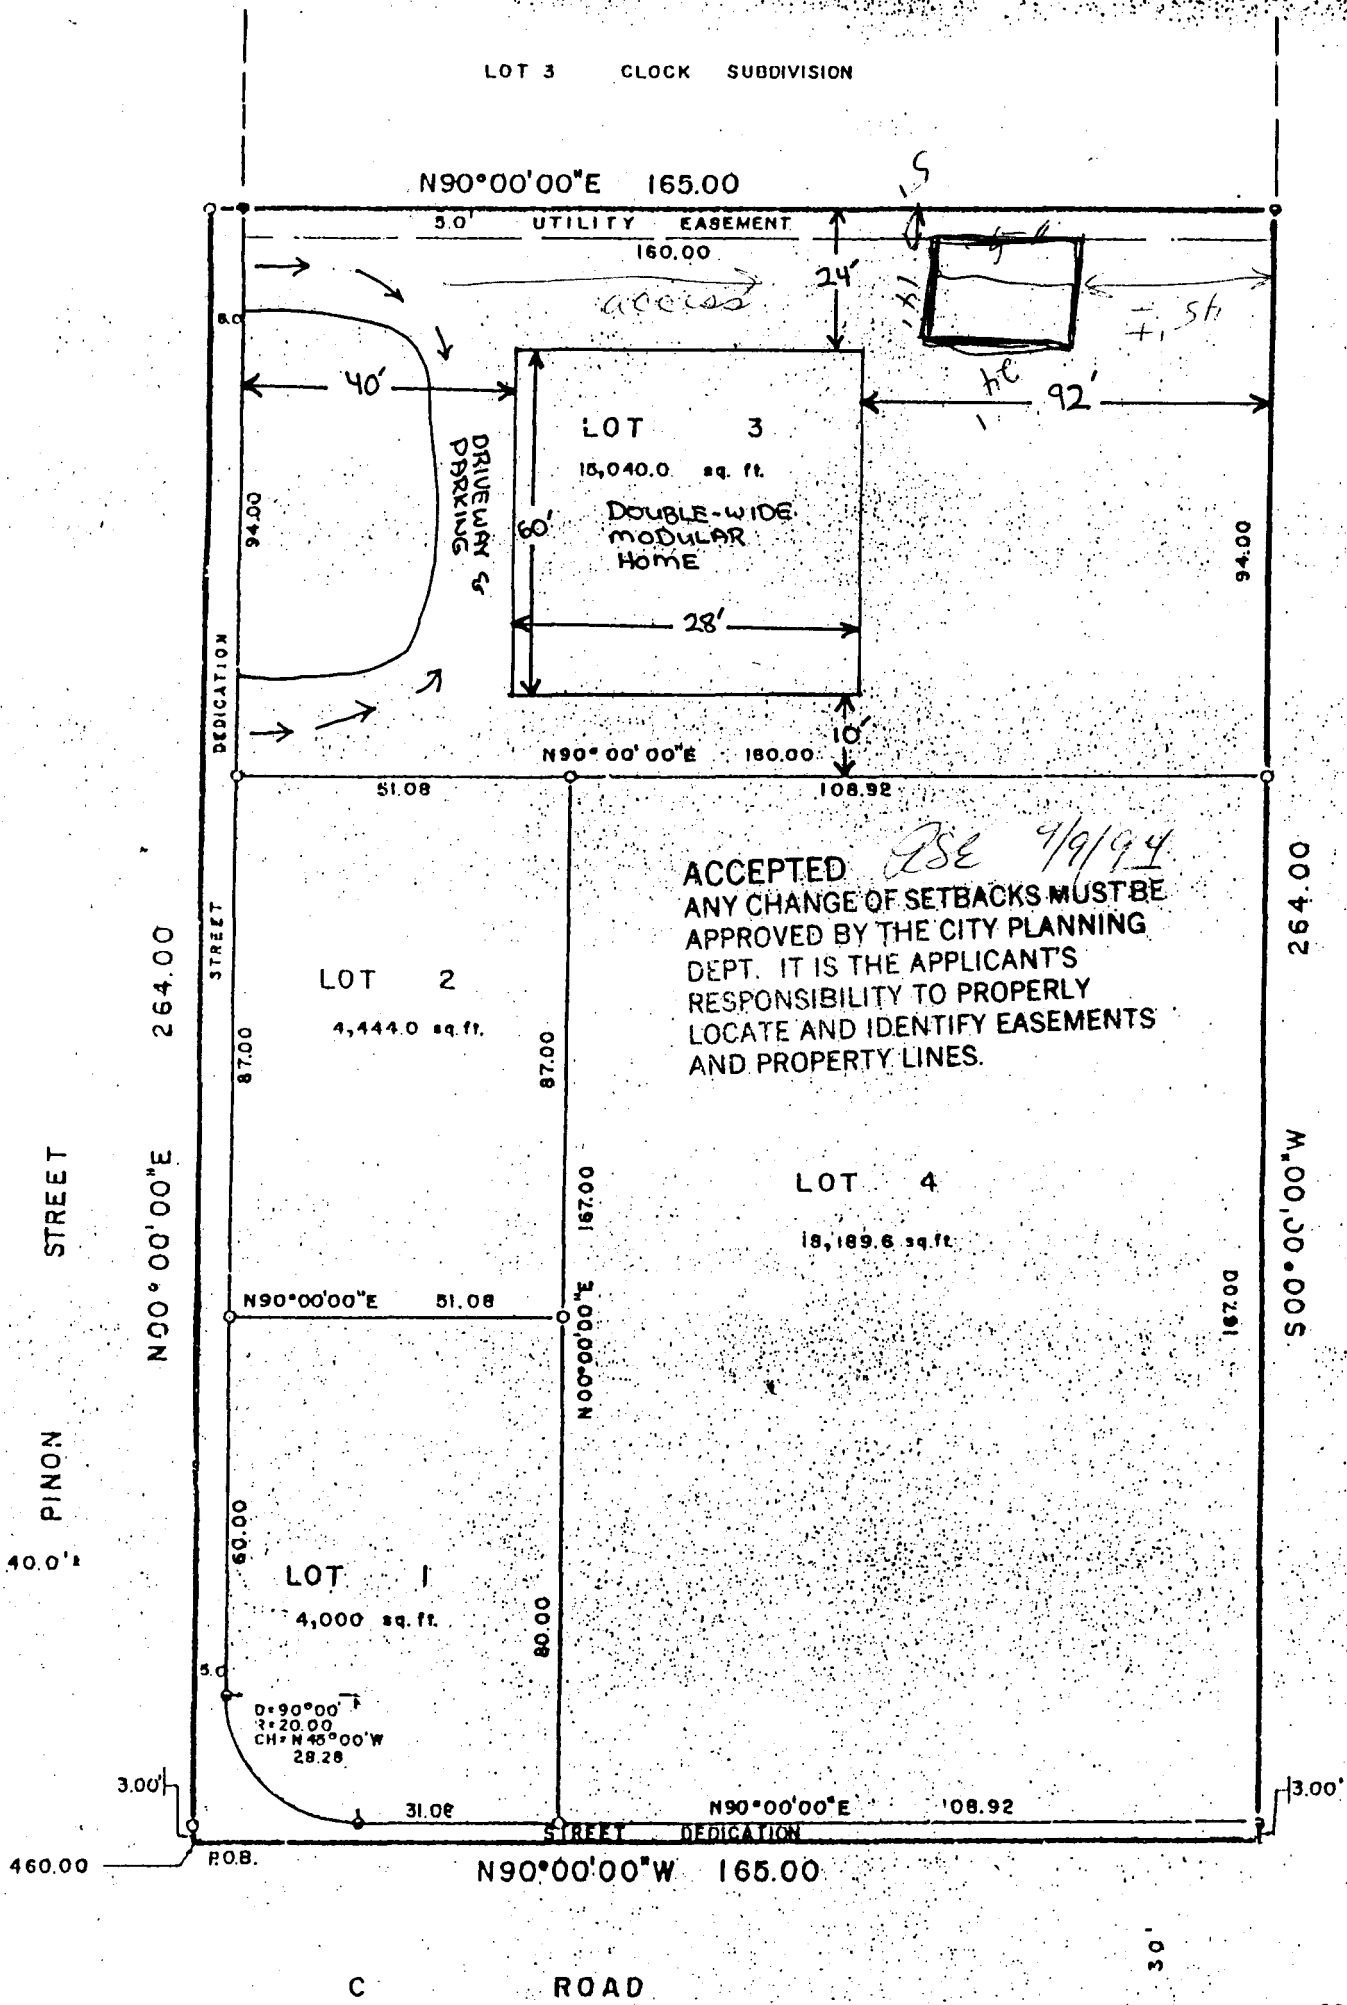 LOT 3 CLOCK SUBDIVISION
N90°00'00"E 165.00
5.0' UTILITY EASEMENT
160.00
5'
access
24'
24'
45' ±
40'
92'
LOT 3
15,040.0 sq. ft.
DOUBLE-WIDE
MODULAR
HOME
DRIVEWAY &
PARKING
60'
28'
94.00
94.00
10'
N90°00'00"E 160.00
51.08
108.92
STREET DEDICATION
ACCEPTED 9/9/94
ANY CHANGE OF SETBACKS MUST BE
APPROVED BY THE CITY PLANNING
DEPT. IT IS THE APPLICANT'S
RESPONSIBILITY TO PROPERLY
LOCATE AND IDENTIFY EASEMENTS
AND PROPERTY LINES.
N00°00'00"E 264.00
S00°00'00"W 264.00
LOT 2
4,444.0 sq. ft.
87.00
87.00
LOT 4
18,189.6 sq. ft.
N00°00'00"E 167.00
167.00
N90°00'00"E 51.08
PINON STREET
40.0'±
LOT 1
4,000 sq. ft.
60.00
80.00
5.0
D=90°00'
R=20.00
CH=N45°00'W
28.28
3.00'
3.00'
31.08
N90°00'00"E 108.92
STREET DEDICATION
460.00
P.O.B.
N90°00'00"W 165.00
30'
C ROAD